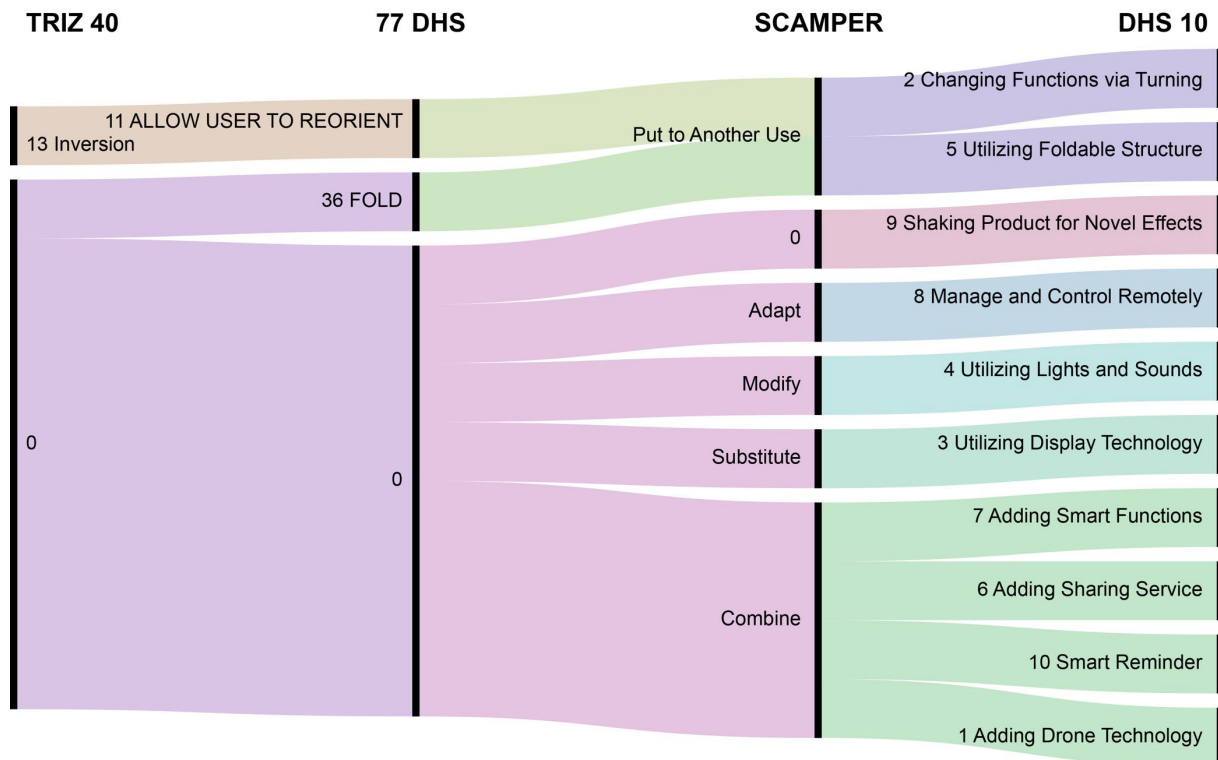 TRIZ 40
77 DHS
SCAMPER
DHS 10
11 ALLOW USER TO REORIENT
13 Inversion
36 FOLD
0
0
Put to Another Use
0
Adapt
Modify
Substitute
Combine
2 Changing Functions via Turning
5 Utilizing Foldable Structure
9 Shaking Product for Novel Effects
8 Manage and Control Remotely
4 Utilizing Lights and Sounds
3 Utilizing Display Technology
7 Adding Smart Functions
6 Adding Sharing Service
10 Smart Reminder
1 Adding Drone Technology